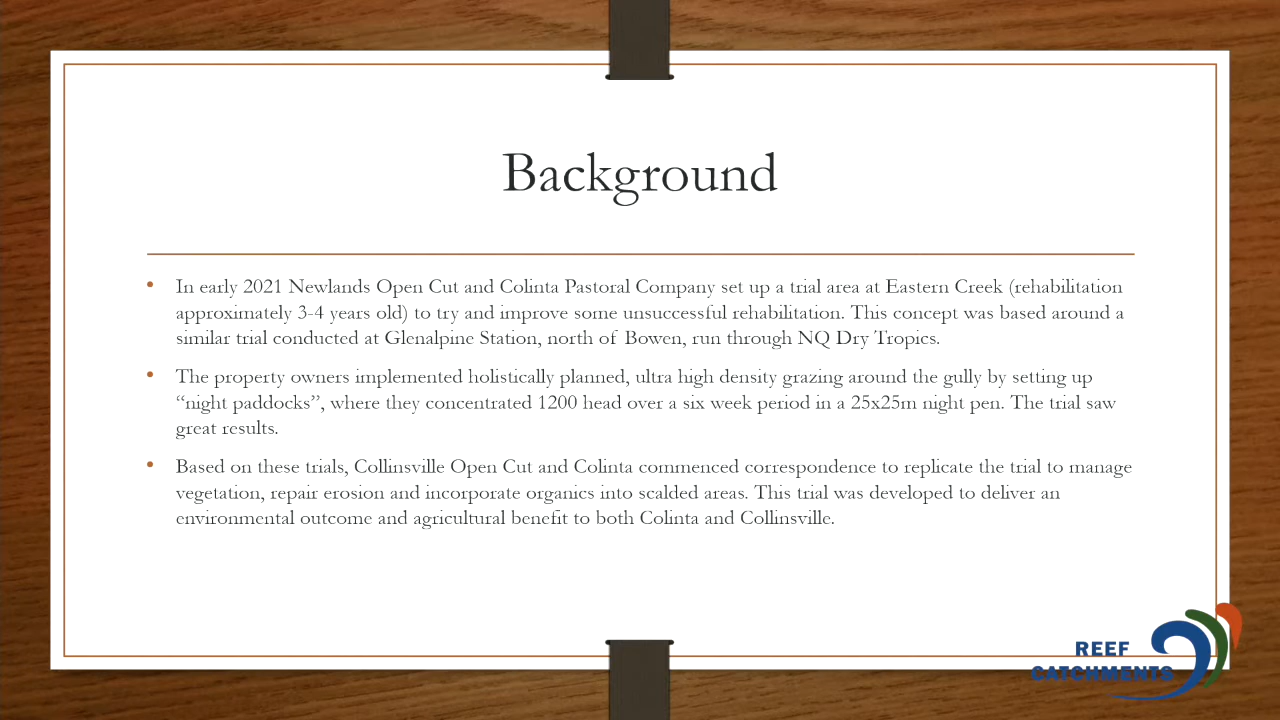 Background
• In early 2021 Newlands Open Cut and Colinta Pastoral Company set up a trial area at Eastern Creek (rehabilitation
approximately 3-4 years old) to try and improve some unsuccessful rehabilitation. This concept was based around a
similar trial conducted at Glenalpine Station, north of Bowen, run through NQ Dry Tropics.
• The property owners implemented holistically planned, ultra high density grazing around the gully by setting up
“night paddocks”, where they concentrated 1200 head over a six week period in a 25x25m night pen. The trial saw
great results.
• Based on these trials, Collinsville Open Cut and Colinta commenced correspondence to replicate the trial to manage
vegetation, repair erosion and incorporate organics into scalded areas. This trial was developed to deliver an
environmental outcome and agricultural benefit to both Colinta and Collinsville.
REEF
CATCHMENTS